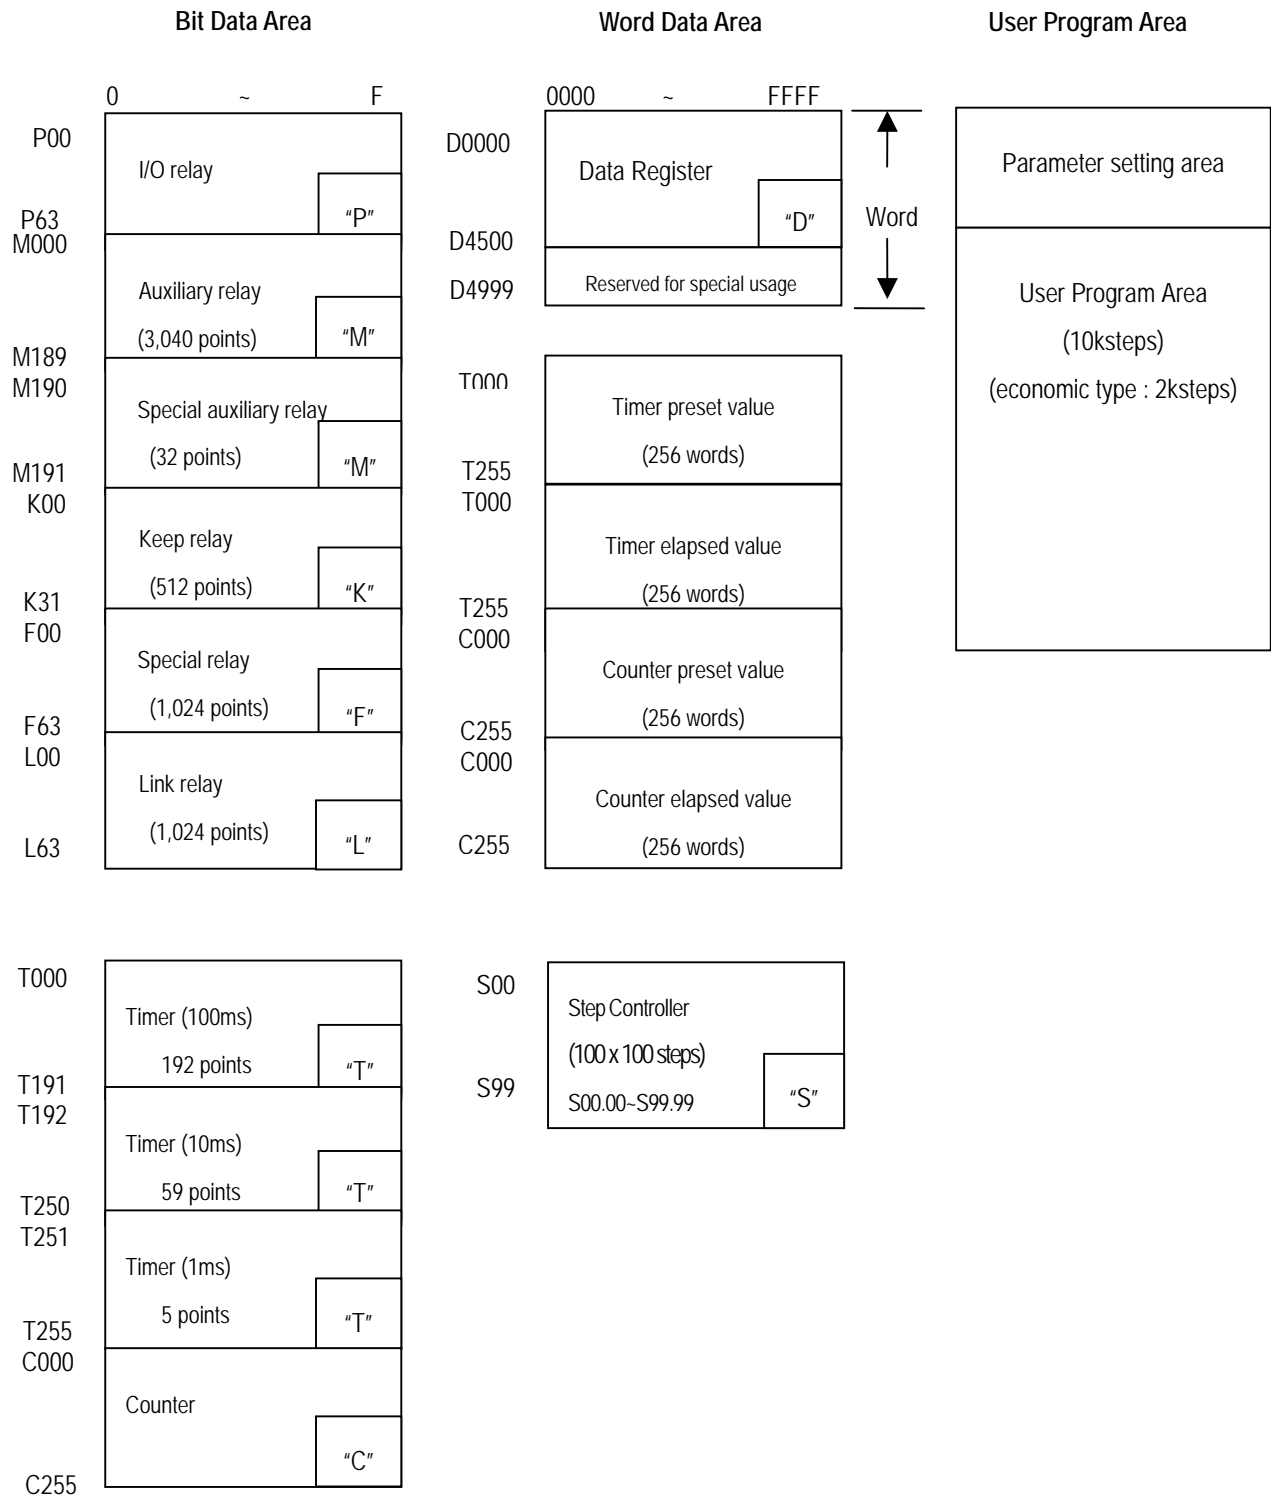 Bit Data Area
Word Data Area
User Program Area
0 ~ F
P00
I/O relay
"P"
P63
M000
Auxiliary relay
(3,040 points)
"M"
M189
M190
Special auxiliary relay
(32 points)
"M"
M191
K00
Keep relay
(512 points)
"K"
K31
F00
Special relay
(1,024 points)
"F"
F63
L00
Link relay
(1,024 points)
"L"
L63
0000 ~ FFFF
D0000
Data Register
"D"
D4500
Reserved for special usage
D4999
Word
T000
Timer preset value
(256 words)
T255
T000
Timer elapsed value
(256 words)
T255
C000
Counter preset value
(256 words)
C255
C000
Counter elapsed value
(256 words)
C255
Parameter setting area
User Program Area
(10ksteps)
(economic type : 2ksteps)
T000
Timer (100ms)
192 points
"T"
T191
T192
Timer (10ms)
59 points
"T"
T250
T251
Timer (1ms)
5 points
"T"
T255
C000
Counter
"C"
C255
S00
Step Controller
(100 x 100 steps)
S00.00~S99.99
"S"
S99